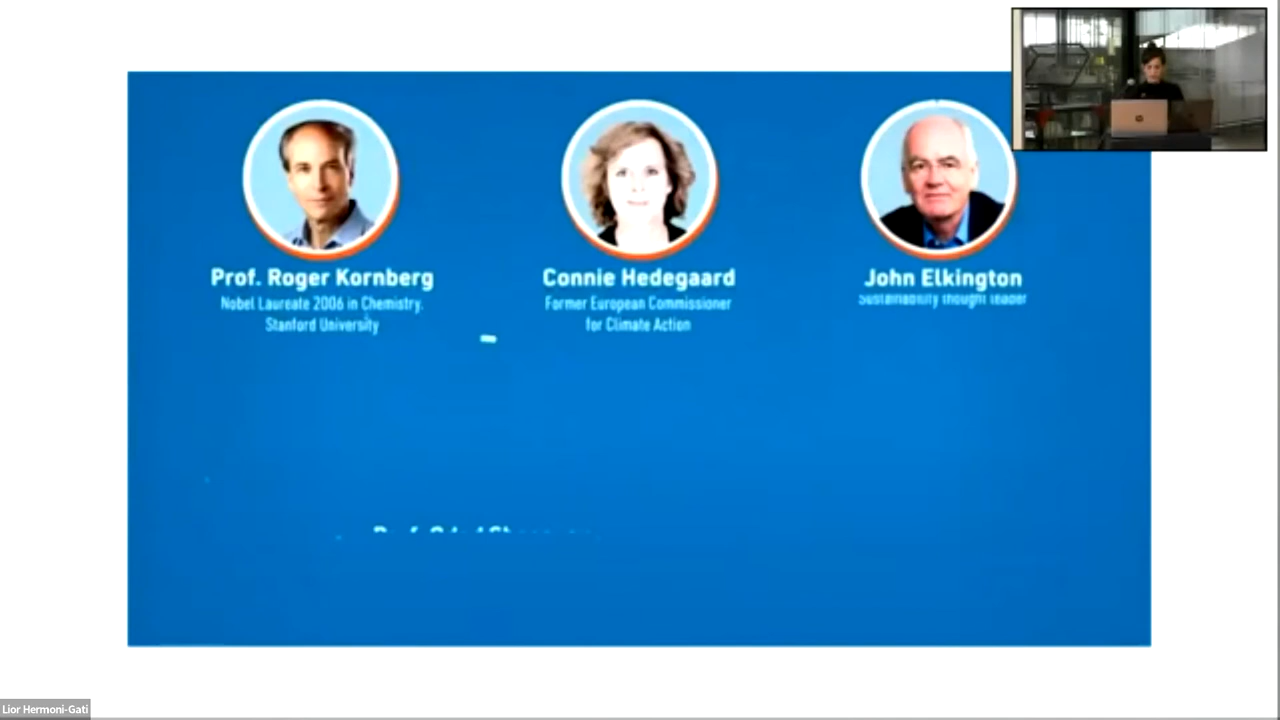 Prof. Roger Kornberg
Nobel Laureate 2006 in Chemistry.
Stanford University
Connie Hedegaard
Former European Commissioner
for Climate Action
John Elkington
Sustainability thought leader
Prof.
Lior Hermoni-Gati